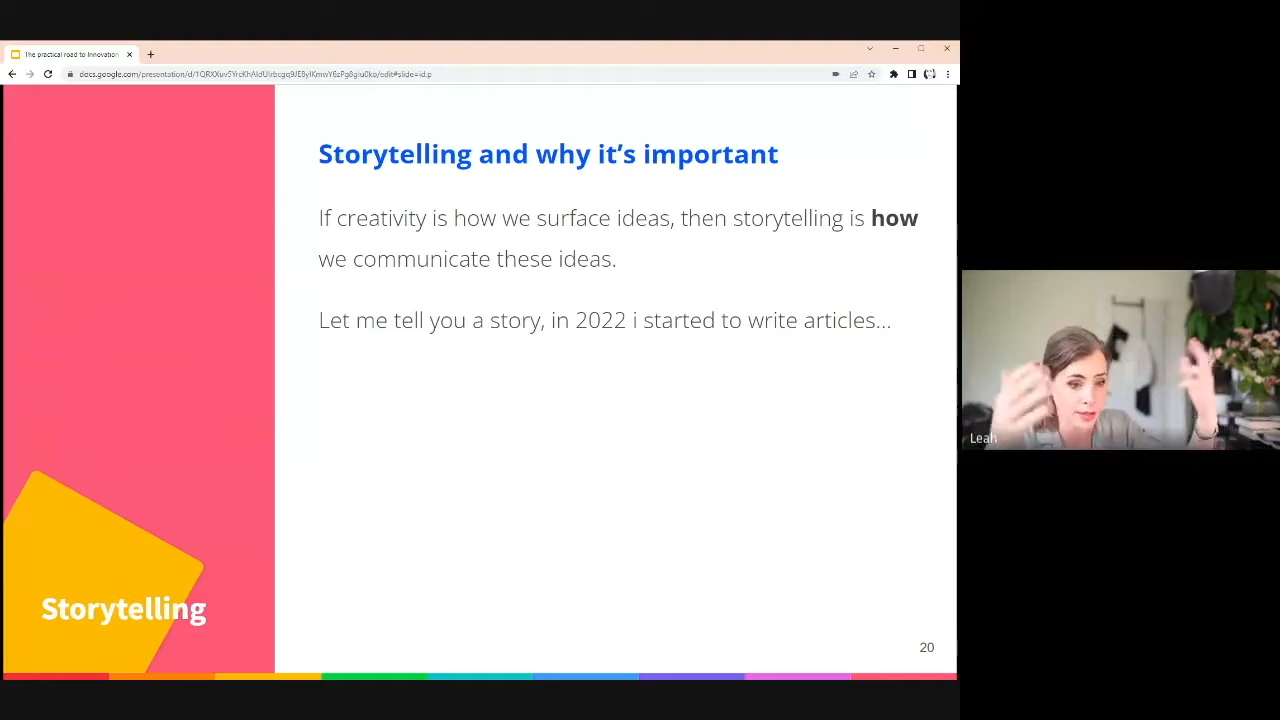 The practical road to Innovation
Storytelling and why it's important
If creativity is how we surface ideas, then storytelling is how
we communicate these ideas.
Let me tell you a story, in 2022 i started to write articles...
Leah
Storytelling
20